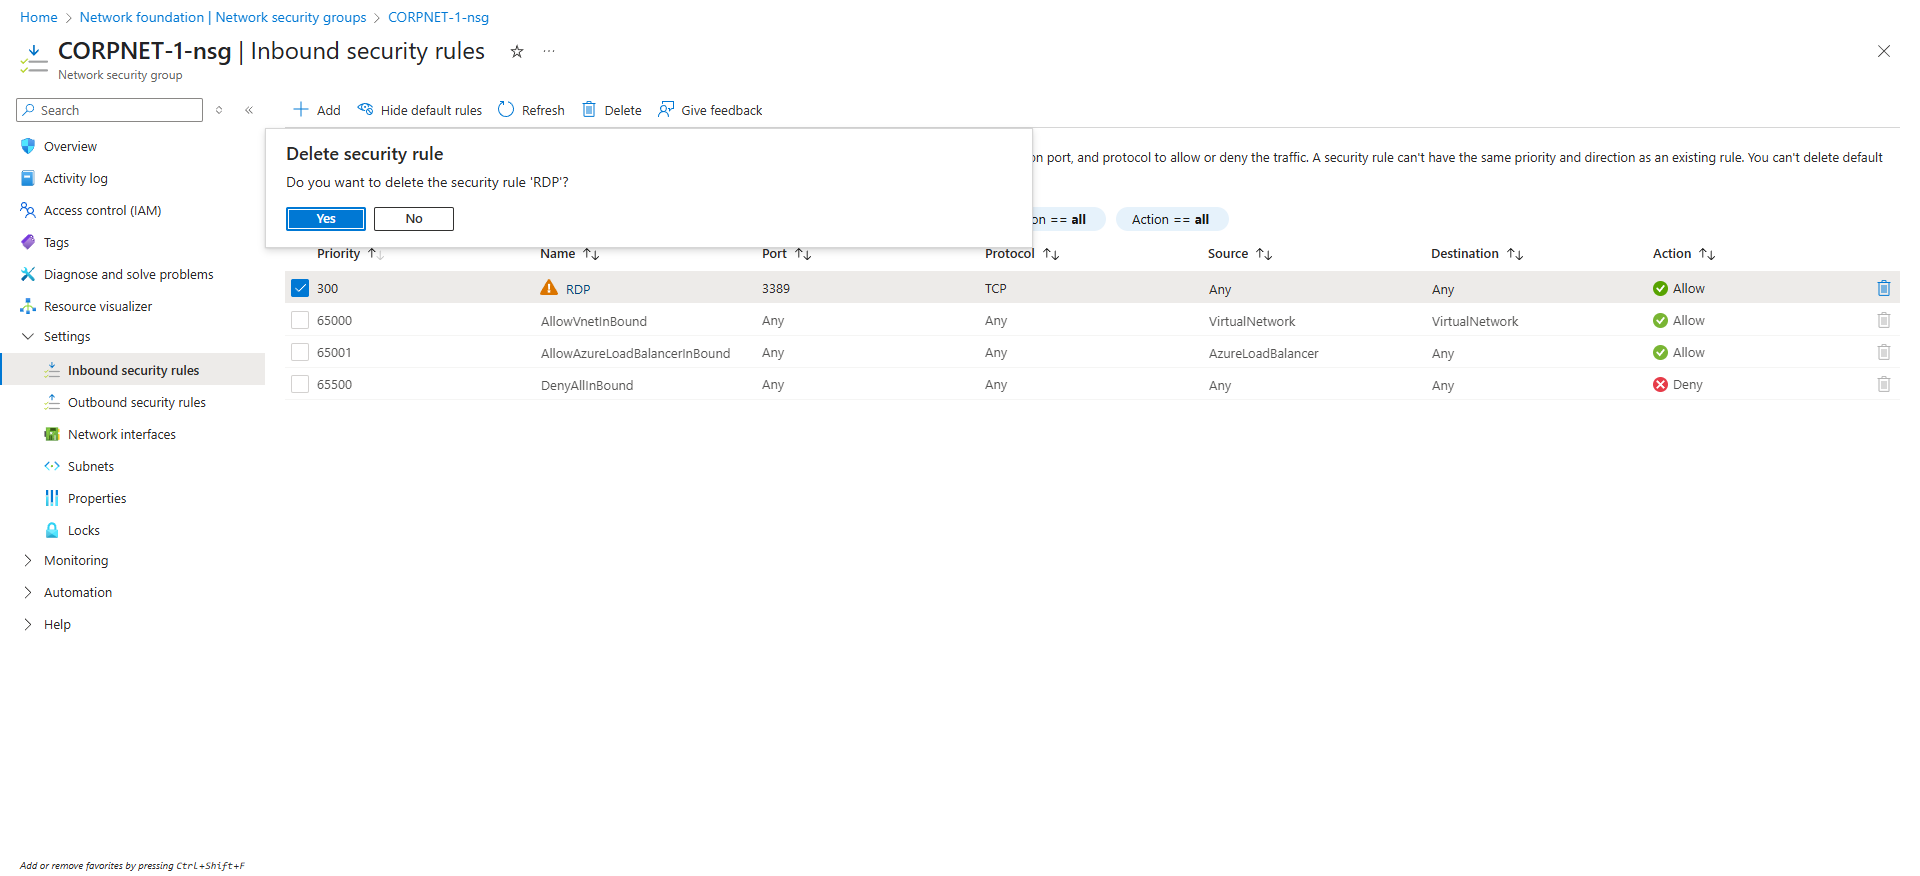 Home > Network foundation | Network security groups > CORPNET-1-nsg
CORPNET-1-nsg | Inbound security rules
Network security group
Search
Add Hide default rules Refresh Delete Give feedback
Overview
Activity log
Access control (IAM)
Tags
Diagnose and solve problems
Resource visualizer
Settings
Inbound security rules
Outbound security rules
Network interfaces
Subnets
Properties
Locks
Monitoring
Automation
Help
Add or remove favorites by pressing Ctrl+Shift+F
Delete security rule
Do you want to delete the security rule 'RDP'?
Yes No
on port, and protocol to allow or deny the traffic. A security rule can't have the same priority and direction as an existing rule. You can't delete default
on == all Action == all
Priority Name Port Protocol Source Destination Action
300 RDP 3389 TCP Any Any Allow
65000 AllowVnetInBound Any Any VirtualNetwork VirtualNetwork Allow
65001 AllowAzureLoadBalancerInBound Any Any AzureLoadBalancer Any Allow
65500 DenyAllInBound Any Any Any Any Deny